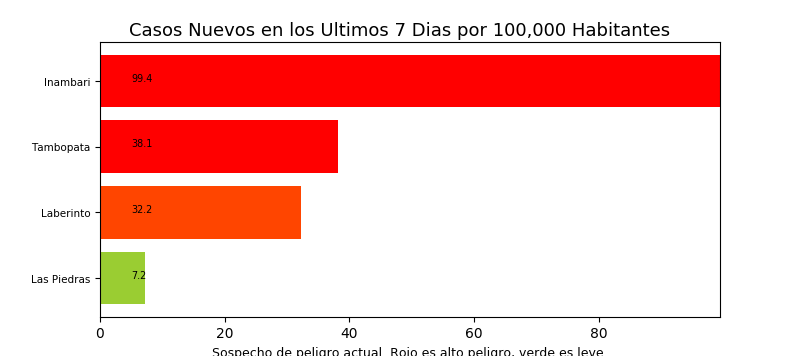 Casos Nuevos en los Ultimos 7 Dias por 100,000 Habitantes
Inambari 99.4
Tambopata 38.1
Laberinto 32.2
Las Piedras 7.2
0 20 40 60 80
Sospecho de peligro actual. Rojo es alto peligro, verde es leve